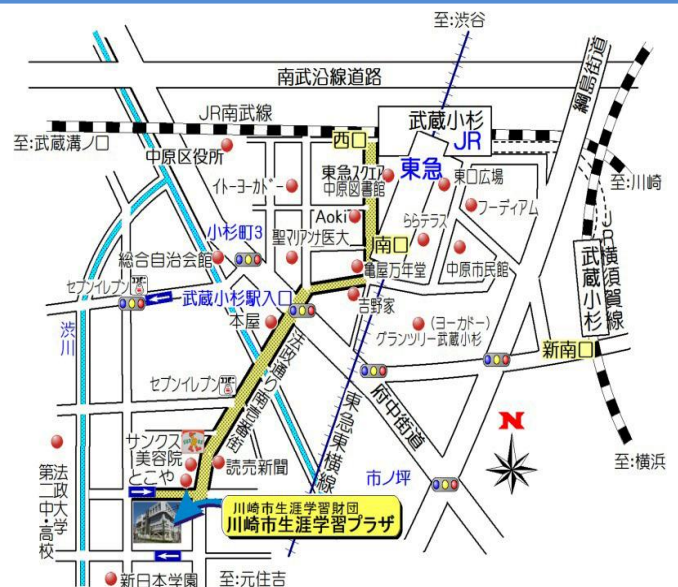 至:渋谷
南武沿線道路
綱島街道
JR南武線
武蔵小杉
JR
至:武蔵溝ノ口
西口
中原区役所
東急
東急スクエア
中原図書館
東口広場
至:川崎
イトーヨーカドー
フーディアム
Aoki
ららテラス
小杉町3
聖マリアンナ医大
南口
中原市民館
JR横須賀線
武蔵小杉
総合自治会館
亀屋万年堂
セブンイレブン
武蔵小杉駅入口
吉野家
本屋
(ヨーカドー)
グランツリー武蔵小杉
新南口
渋川
法政通り南壱番街
セブンイレブン
府中街道
東急東横線
N
サンクス
美容院
とこや
読売新聞
市ノ坪
至:横浜
法政大学
第二中・高校
川崎市生涯学習財団
川崎市生涯学習プラザ
新日本学園
至:元住吉